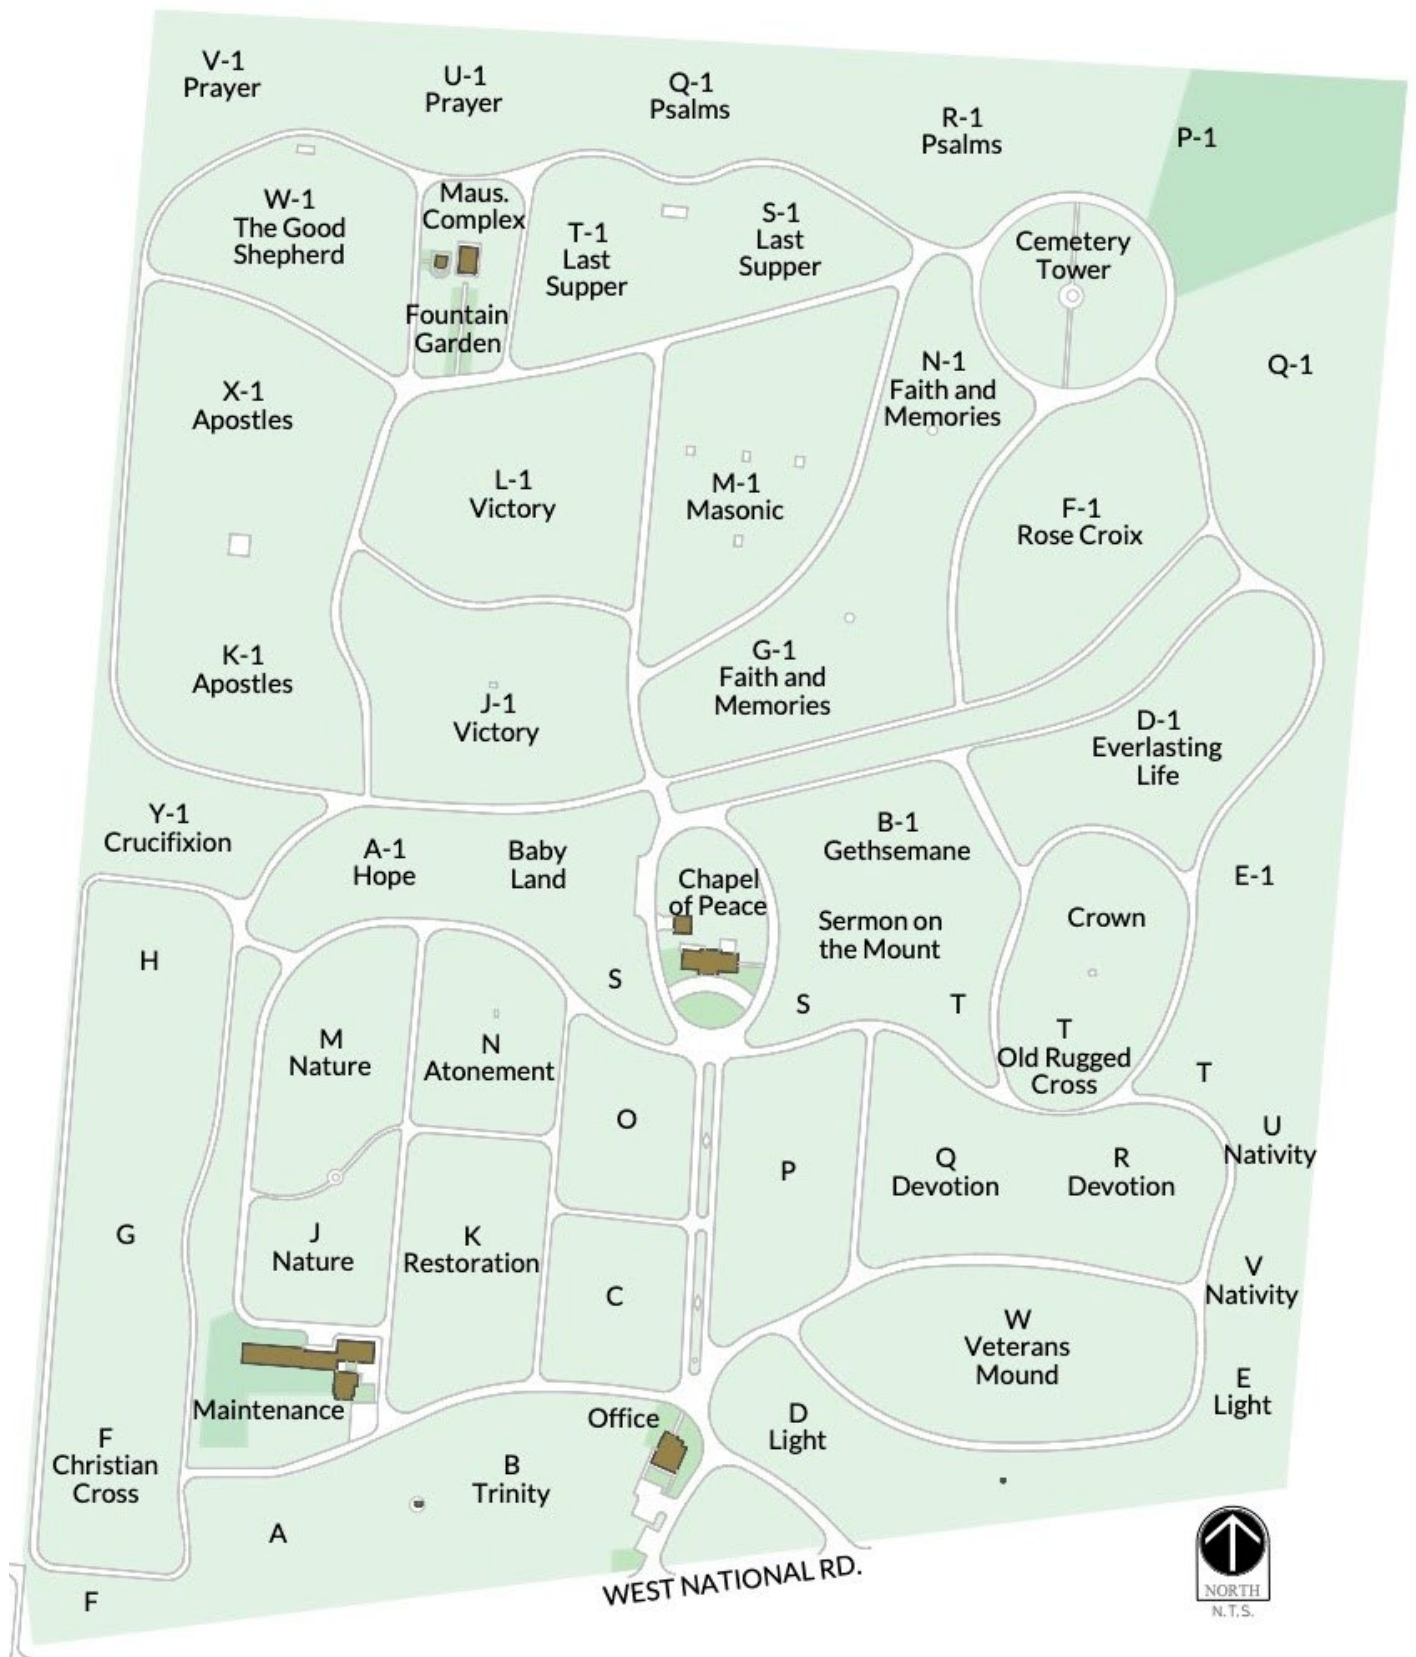 V-1
Prayer
U-1
Prayer
Q-1
Psalms
R-1
Psalms
P-1
W-1
The Good
Shepherd
Maus.
Complex
T-1
Last
Supper
S-1
Last
Supper
Cemetery
Tower
Fountain
Garden
X-1
Apostles
N-1
Faith and
Memories
Q-1
L-1
Victory
M-1
Masonic
F-1
Rose Croix
K-1
Apostles
J-1
Victory
G-1
Faith and
Memories
D-1
Everlasting
Life
Y-1
Crucifixion
A-1
Hope
Baby
Land
Chapel
of Peace
B-1
Gethsemane
E-1
Sermon on
the Mount
Crown
H
S
S
T
M
Nature
N
Atonement
T
Old Rugged
Cross
T
O
U
Nativity
P
Q
Devotion
R
Devotion
G
J
Nature
K
Restoration
C
V
Nativity
W
Veterans
Mound
E
Light
Maintenance
Office
D
Light
F
Christian
Cross
B
Trinity
A
F
WEST NATIONAL RD.
NORTH
N.T.S.